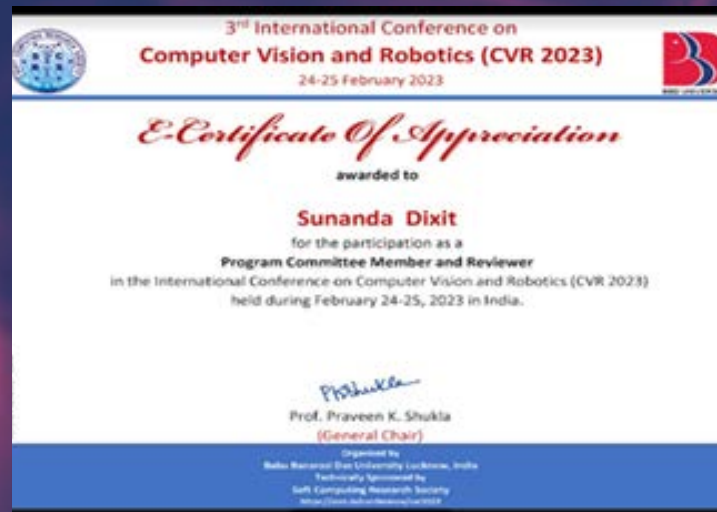 3rd International Conference on
Computer Vision and Robotics (CVR 2023)
24-25 February 2023
E-Certificate Of Appreciation
awarded to
Sunanda Dixit
for the participation as a
Program Committee Member and Reviewer
in the International Conference on Computer Vision and Robotics (CVR 2023)
held during February 24-25, 2023 in India.
Prof. Praveen K. Shukla
(General Chair)
Organized by
Babu Banarasi Das University Lucknow, India
Technically Sponsored by
Soft Computing Research Society